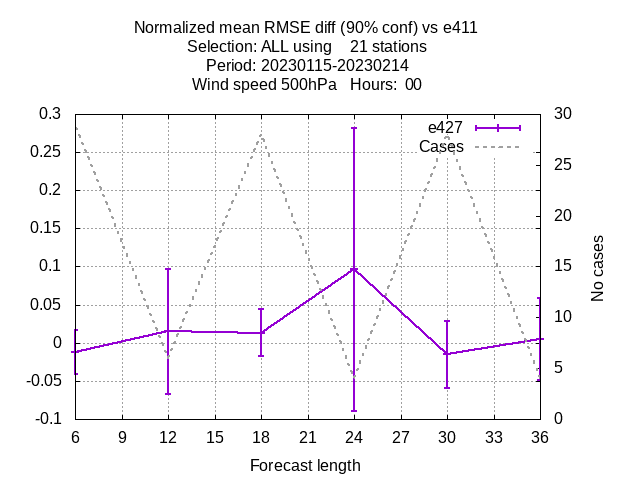 Normalized mean RMSE diff (90% conf) vs e411
Selection: ALL using    21 stations
Period: 20230115-20230214
Wind speed 500hPa   Hours:  00
e427
Cases
0.3
0.25
0.2
0.15
0.1
0.05
0
-0.05
-0.1
30
25
20
15
10
5
0
No cases
6 9 12 15 18 21 24 27 30 33 36
Forecast length